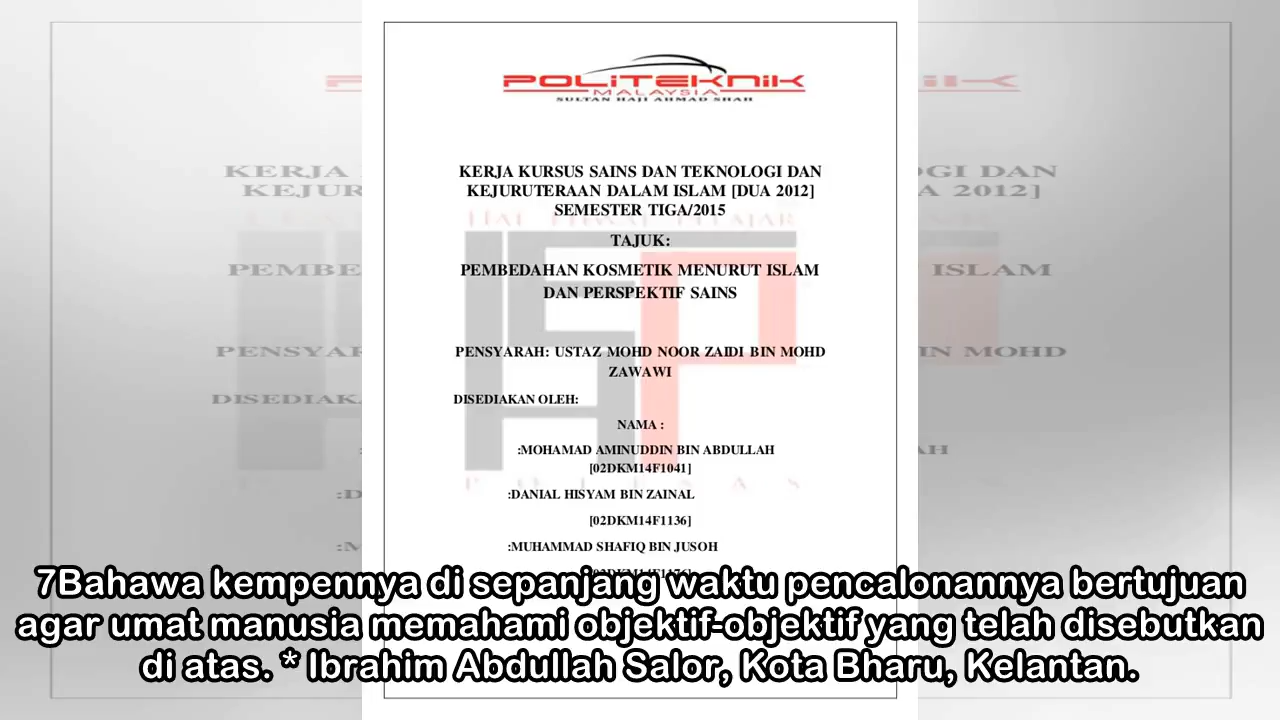 POLITEKNIK
MALAYSIA
SULTAN HAJI AHMAD SHAH
KERJA KURSUS SAINS DAN TEKNOLOGI DAN
KEJURUTERAAN DALAM ISLAM [DUA 2012]
SEMESTER TIGA/2015
HAL EHWAL PELAJAR
TAJUK:
PEMBEDAHAN KOSMETIK MENURUT ISLAM
DAN PERSPEKTIF SAINS
PENSYARAH: USTAZ MOHD NOOR ZAIDI BIN MOHD
ZAWAWI
DISEDIAKAN OLEH:
NAMA :
:MOHAMAD AMINUDDIN BIN ABDULLAH
[02DKM14F1041]
POLISAS
:DANIAL HISYAM BIN ZAINAL
[02DKM14F1136]
:MUHAMMAD SHAFIQ BIN JUSOH
7Bahawa kempennya di sepanjang waktu pencalonannya bertujuan
agar umat manusia memahami objektif-objektif yang telah disebutkan
di atas. * Ibrahim Abdullah Salor, Kota Bharu, Kelantan.